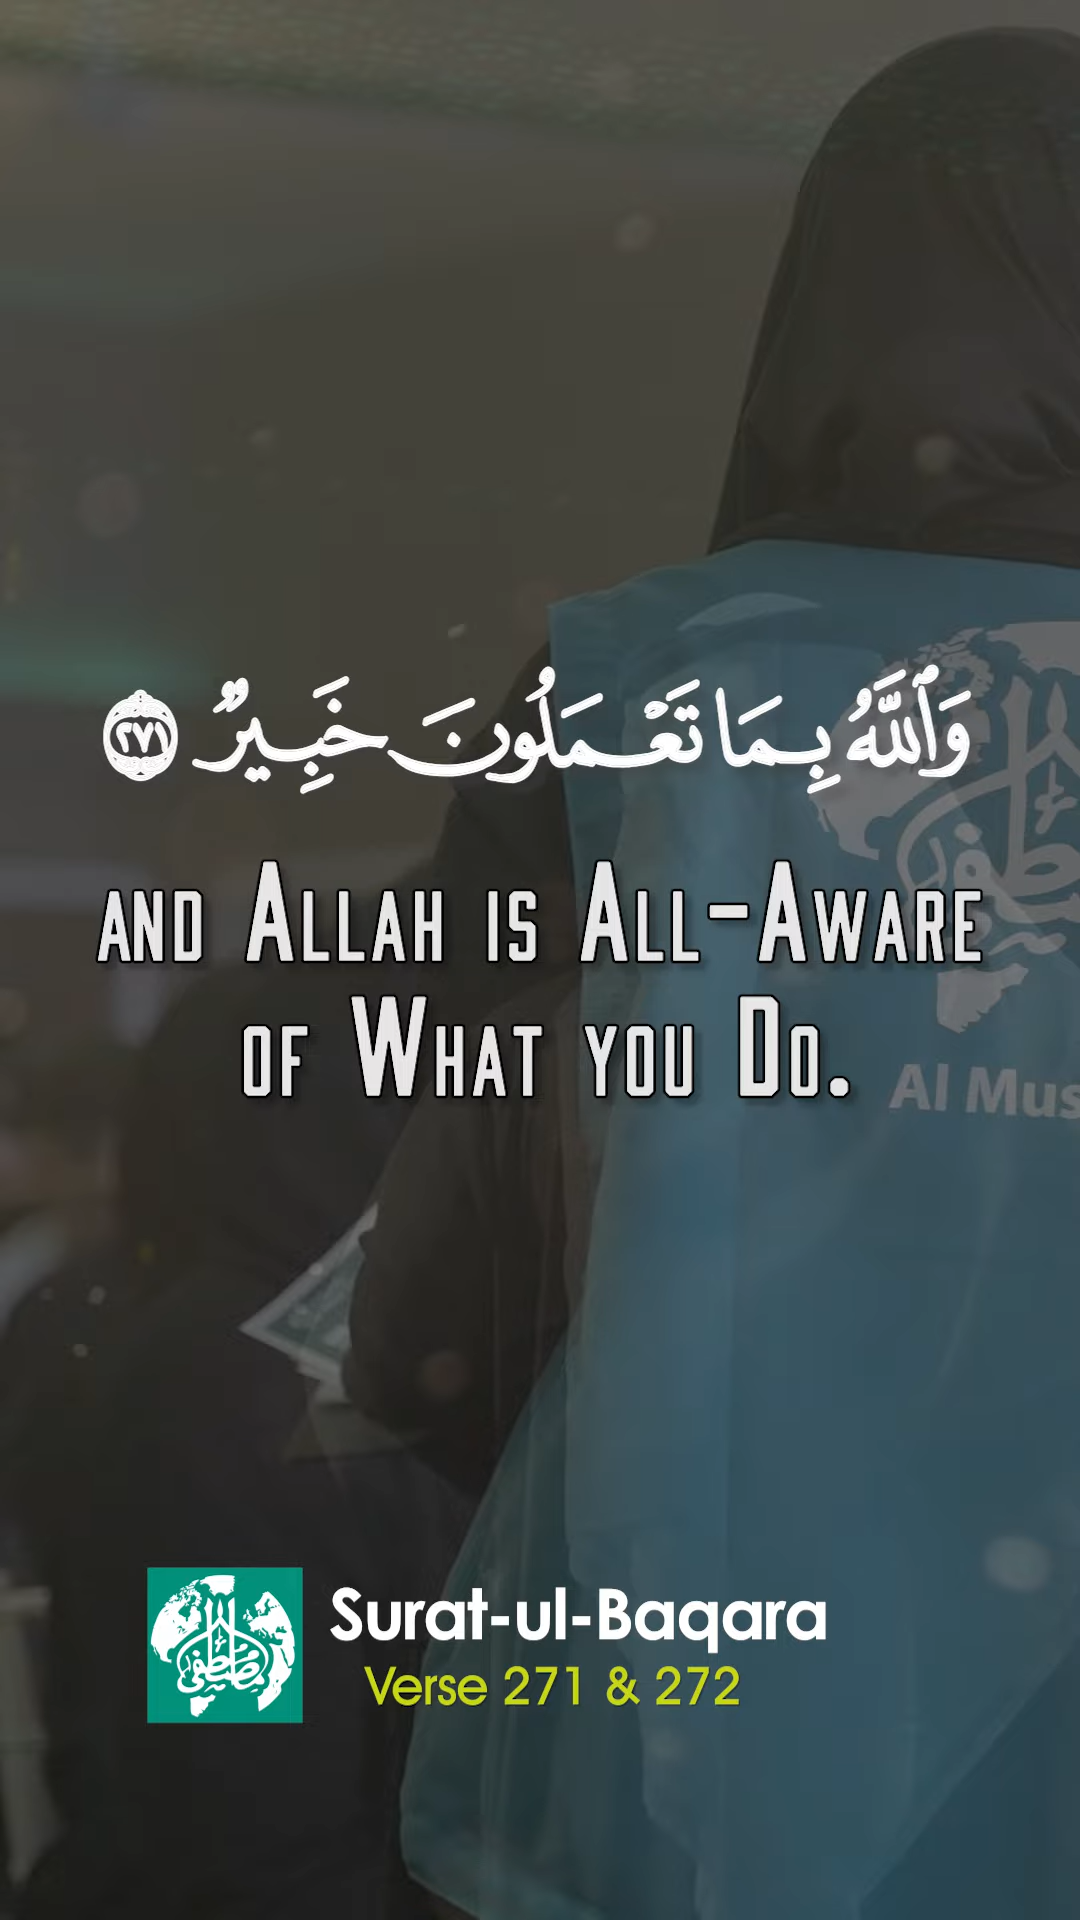 وَٱللَّهُ بِمَا تَعْمَلُونَ خَبِيرٌ ٢٧١
and Allah is All-Aware
of What you Do.
Al Mus
Surat-ul-Baqara
Verse 271 & 272